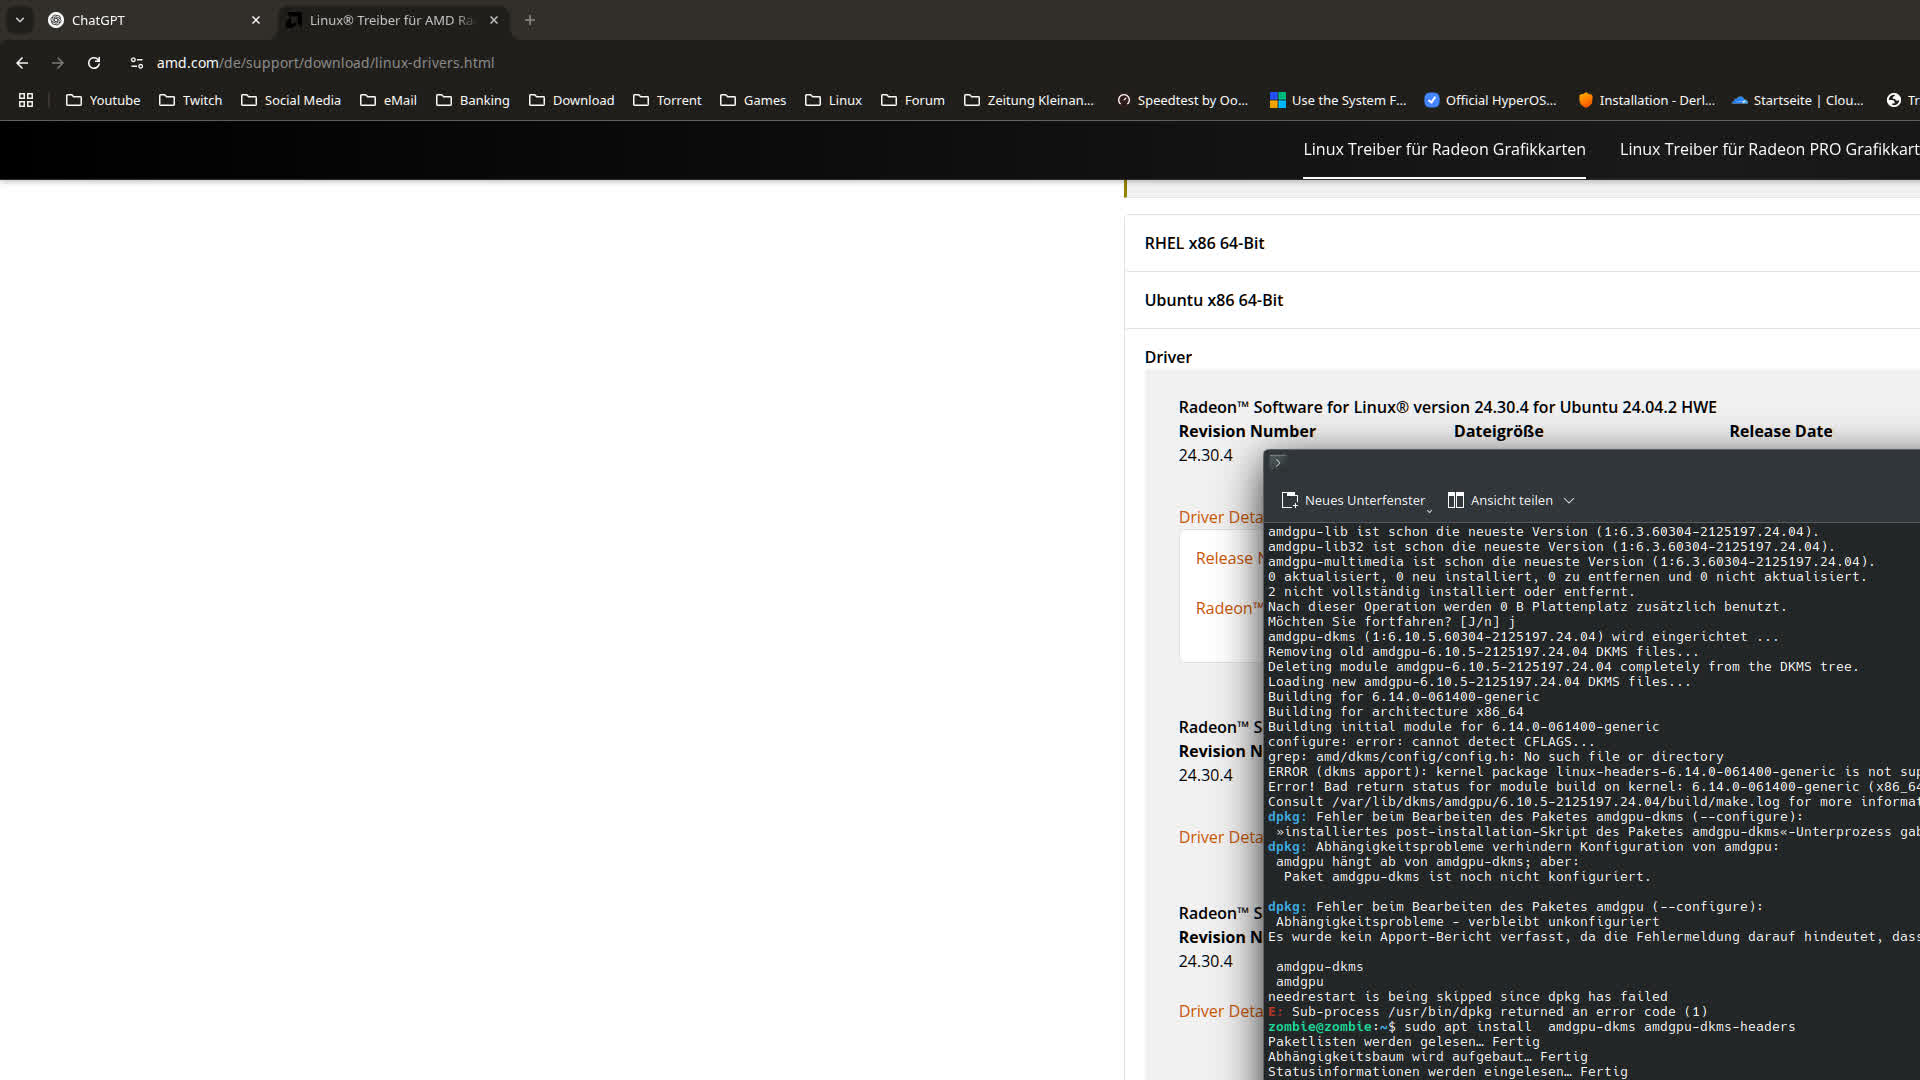 ChatGPT
Linux® Treiber für AMD Ra
amd.com/de/support/download/linux-drivers.html
Youtube
Twitch
Social Media
eMail
Banking
Download
Torrent
Games
Linux
Forum
Zeitung Kleinan...
Speedtest by Oo...
Use the System F...
Official HyperOS...
Installation - Derl...
Startseite | Clou...
Tr
Linux Treiber für Radeon Grafikkarten
Linux Treiber für Radeon PRO Grafikkart
RHEL x86 64-Bit
Ubuntu x86 64-Bit
Driver
Radeon™ Software for Linux® version 24.30.4 for Ubuntu 24.04.2 HWE
Revision Number Dateigröße Release Date
24.30.4
Driver Deta
Release N
Radeon™
Radeon™ S
Revision N
24.30.4
Driver Deta
Radeon™ S
Revision N
24.30.4
Driver Deta
Neues Unterfenster
Ansicht teilen
amdgpu-lib ist schon die neueste Version (1:6.3.60304-2125197.24.04).
amdgpu-lib32 ist schon die neueste Version (1:6.3.60304-2125197.24.04).
amdgpu-multimedia ist schon die neueste Version (1:6.3.60304-2125197.24.04).
0 aktualisiert, 0 neu installiert, 0 zu entfernen und 0 nicht aktualisiert.
2 nicht vollständig installiert oder entfernt.
Nach dieser Operation werden 0 B Plattenplatz zusätzlich benutzt.
Möchten Sie fortfahren? [J/n] j
amdgpu-dkms (1:6.10.5.60304-2125197.24.04) wird eingerichtet ...
Removing old amdgpu-6.10.5-2125197.24.04 DKMS files...
Deleting module amdgpu-6.10.5-2125197.24.04 completely from the DKMS tree.
Loading new amdgpu-6.10.5-2125197.24.04 DKMS files...
Building for 6.14.0-061400-generic
Building for architecture x86_64
Building initial module for 6.14.0-061400-generic
configure: error: cannot detect CFLAGS...
grep: amd/dkms/config/config.h: No such file or directory
ERROR (dkms apport): kernel package linux-headers-6.14.0-061400-generic is not sup
Error! Bad return status for module build on kernel: 6.14.0-061400-generic (x86_64
Consult /var/lib/dkms/amdgpu/6.10.5-2125197.24.04/build/make.log for more informat
dpkg: Fehler beim Bearbeiten des Paketes amdgpu-dkms (--configure):
»installiertes post-installation-Skript des Paketes amdgpu-dkms«-Unterprozess gab
dpkg: Abhängigkeitsprobleme verhindern Konfiguration von amdgpu:
amdgpu hängt ab von amdgpu-dkms; aber:
Paket amdgpu-dkms ist noch nicht konfiguriert.
dpkg: Fehler beim Bearbeiten des Paketes amdgpu (--configure):
Abhängigkeitsprobleme - verbleibt unkonfiguriert
Es wurde kein Apport-Bericht verfasst, da die Fehlermeldung darauf hindeutet, dass
amdgpu-dkms
amdgpu
needrestart is being skipped since dpkg has failed
E: Sub-process /usr/bin/dpkg returned an error code (1)
zombie@zombie:~$ sudo apt install  amdgpu-dkms amdgpu-dkms-headers
Paketlisten werden gelesen… Fertig
Abhängigkeitsbaum wird aufgebaut… Fertig
Statusinformationen werden eingelesen… Fertig